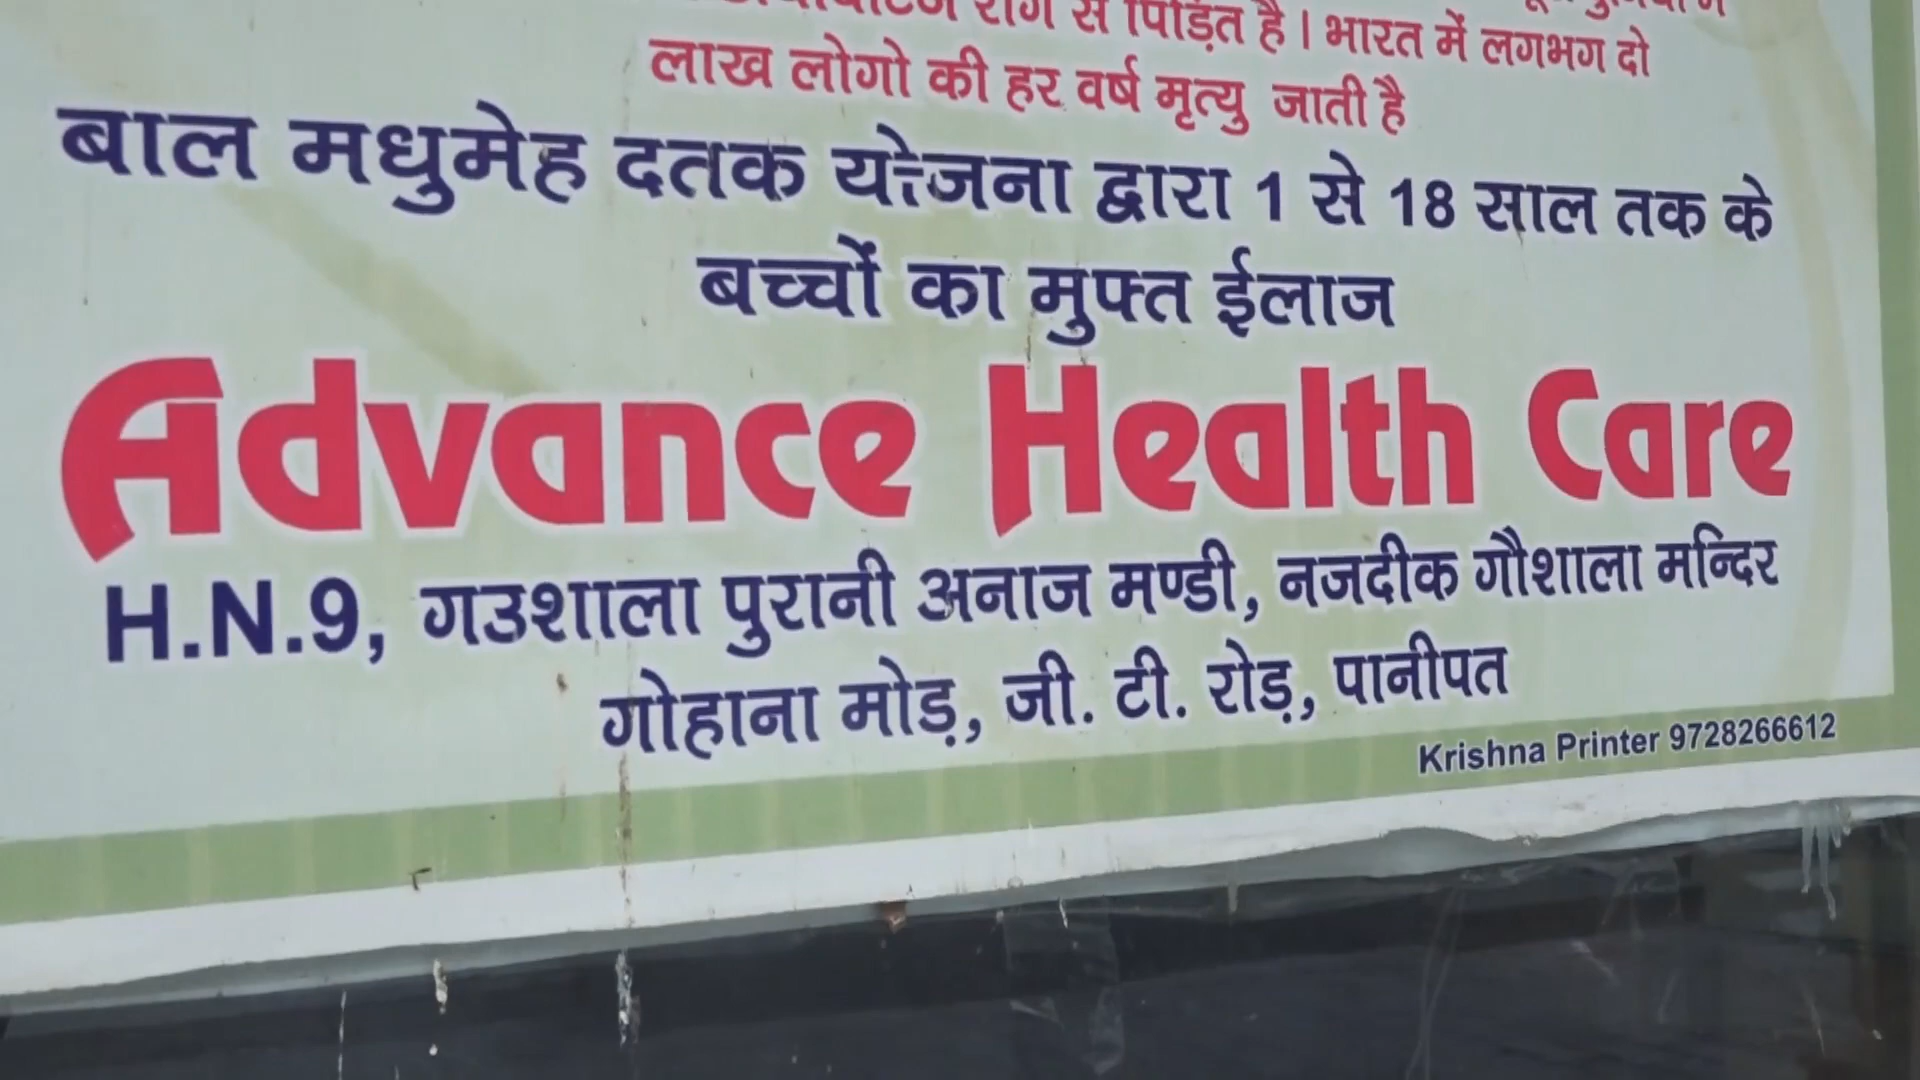 रोग से पिड़ित है । भारत में लगभग दो
लाख लोगो की हर वर्ष मृत्यु जाती है
बाल मधुमेह दतक योजना द्वारा 1 से 18 साल तक के
बच्चों का मुफ्त ईलाज
Advance Health Care
H.N.9, गउशाला पुरानी अनाज मण्डी, नजदीक गौशाला मन्दिर
गोहाना मोड़, जी. टी. रोड़, पानीपत
Krishna Printer 9728266612